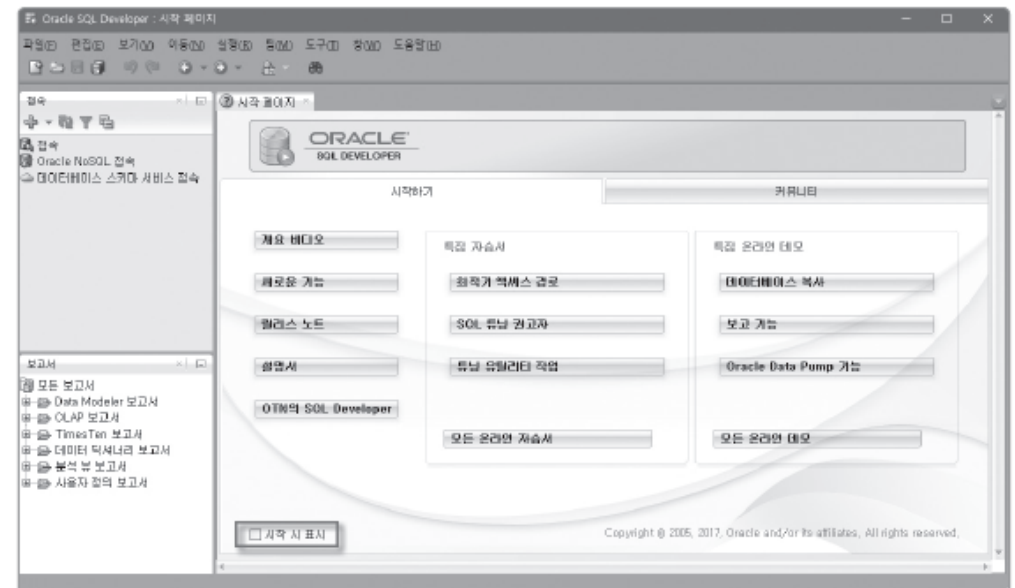 Oracle SQL Developer : 시작 페이지
파일(F) 편집(E) 보기(V) 이동(N) 실행(R) 팀(M) 도구(T) 창(W) 도움말(H)
접속
시작 페이지
접속
Oracle NoSQL 접속
데이터베이스 스키마 서비스 접속
ORACLE
SQL DEVELOPER
시작하기
커뮤니티
개요 비디오
새로운 기능
릴리스 노트
설명서
OTN의 SQL Developer
특집 자습서
최적기 액세스 경로
SQL 튜닝 권고자
튜닝 유틸리티 작업
모든 온라인 자습서
특집 온라인 데모
데이터베이스 복사
보고 기능
Oracle Data Pump 기능
모든 온라인 데모
보고서
모든 보고서
Data Modeler 보고서
OLAP 보고서
TimesTen 보고서
데이터 딕셔너리 보고서
분석 뷰 보고서
사용자 정의 보고서
시작 시 표시
Copyright © 2005, 2017, Oracle and/or its affiliates. All rights reserved.